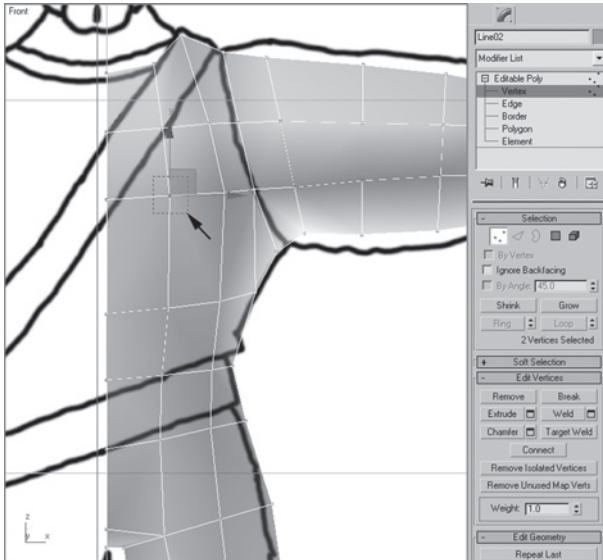 Front
z
y x
Line02
Modifier List
Editable Poly
Vertex
Edge
Border
Polygon
Element
- Selection
By Vertex
Ignore Backfacing
By Angle: 45.0
Shrink Grow
Ring Loop
2 Vertices Selected
+ Soft Selection
- Edit Vertices
Remove Break
Extrude Weld
Chamfer Target Weld
Connect
Remove Isolated Vertices
Remove Unused Map Verts
Weight: 1.0
- Edit Geometry
Repeat Last